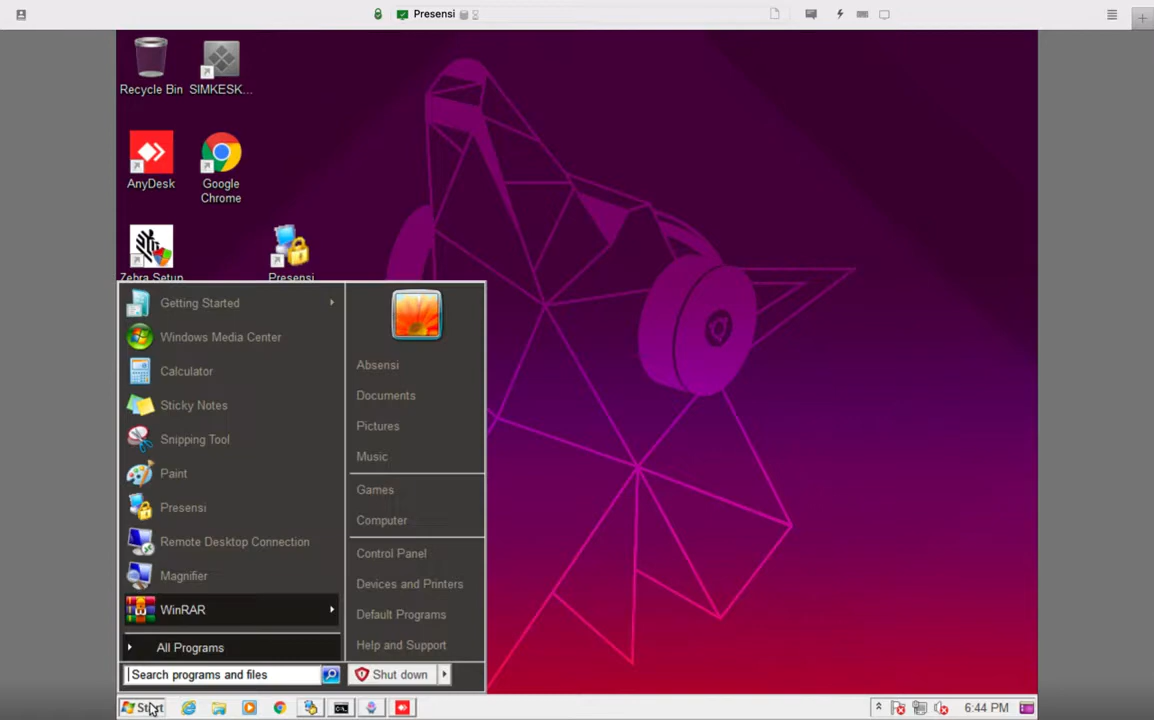 Presensi
Recycle Bin
SIMKESK...
AnyDesk
Google
Chrome
Zebra Setup
Presensi
Getting Started
Windows Media Center
Calculator
Sticky Notes
Snipping Tool
Paint
Presensi
Remote Desktop Connection
Magnifier
WinRAR
All Programs
Search programs and files
Absensi
Documents
Pictures
Music
Games
Computer
Control Panel
Devices and Printers
Default Programs
Help and Support
Shut down
Start
6:44 PM